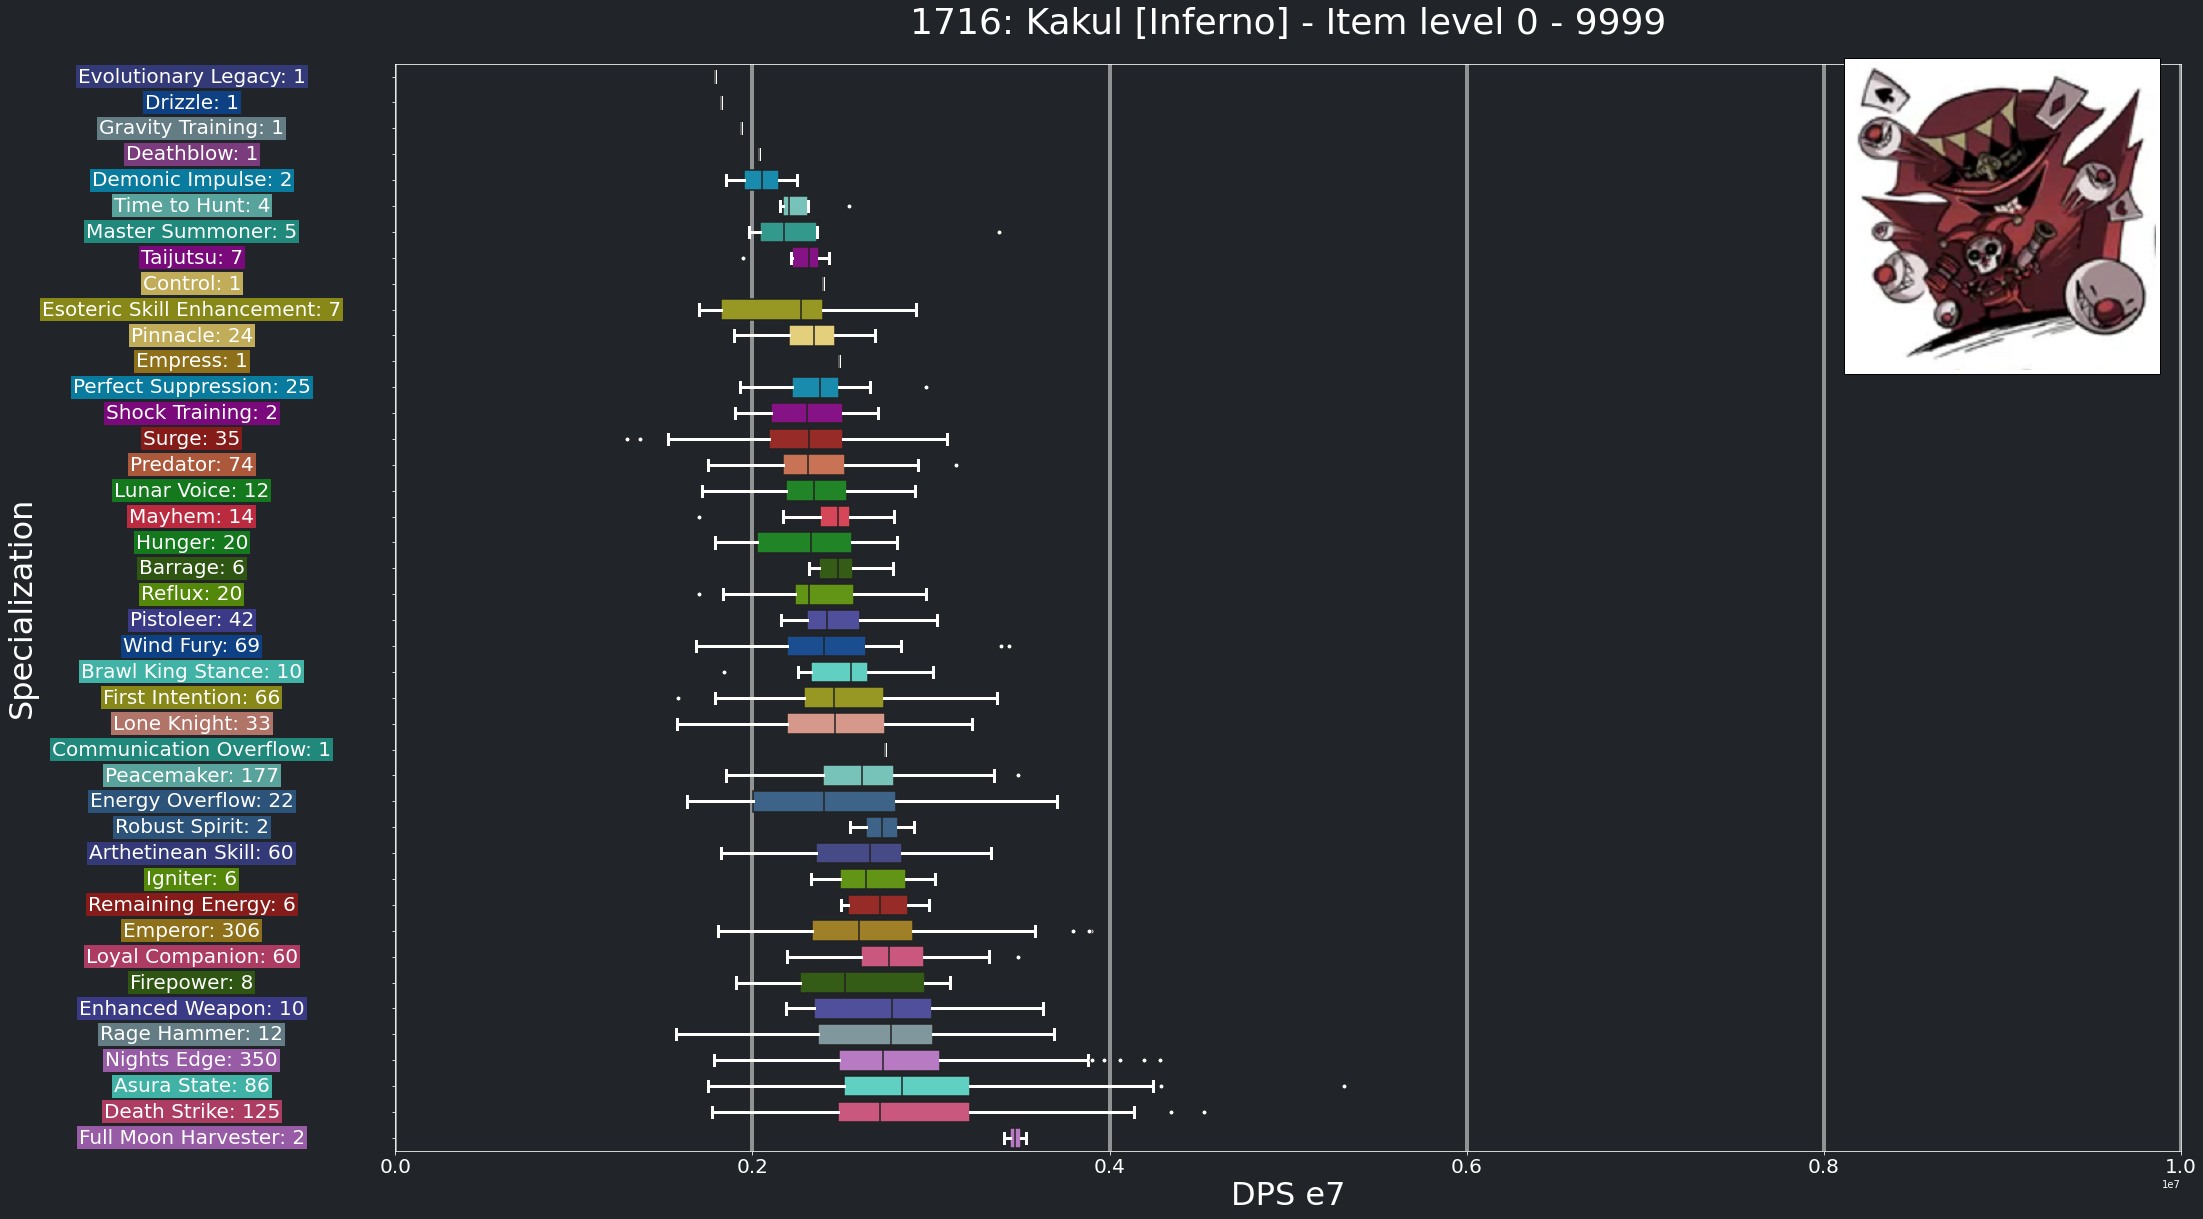 1716: Kakul [Inferno] - Item level 0 - 9999
Specialization
Evolutionary Legacy: 1
Drizzle: 1
Gravity Training: 1
Deathblow: 1
Demonic Impulse: 2
Time to Hunt: 4
Master Summoner: 5
Taijutsu: 7
Control: 1
Esoteric Skill Enhancement: 7
Pinnacle: 24
Empress: 1
Perfect Suppression: 25
Shock Training: 2
Surge: 35
Predator: 74
Lunar Voice: 12
Mayhem: 14
Hunger: 20
Barrage: 6
Reflux: 20
Pistoleer: 42
Wind Fury: 69
Brawl King Stance: 10
First Intention: 66
Lone Knight: 33
Communication Overflow: 1
Peacemaker: 177
Energy Overflow: 22
Robust Spirit: 2
Arthetinean Skill: 60
Igniter: 6
Remaining Energy: 6
Emperor: 306
Loyal Companion: 60
Firepower: 8
Enhanced Weapon: 10
Rage Hammer: 12
Nights Edge: 350
Asura State: 86
Death Strike: 125
Full Moon Harvester: 2
0.0 0.2 0.4 0.6 0.8 1.0
1e7
DPS e7